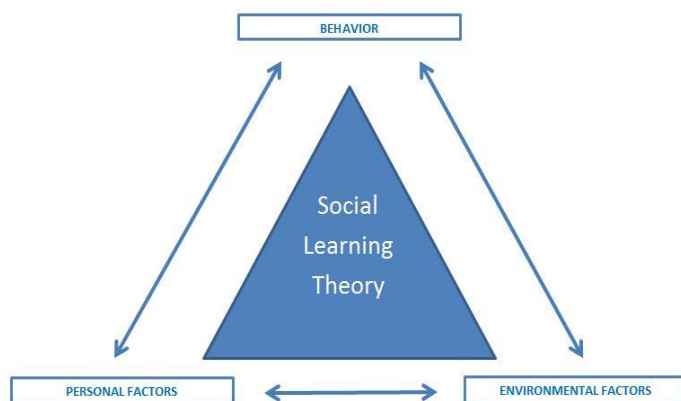 BEHAVIOR
Social
Learning
Theory
PERSONAL FACTORS
ENVIRONMENTAL FACTORS